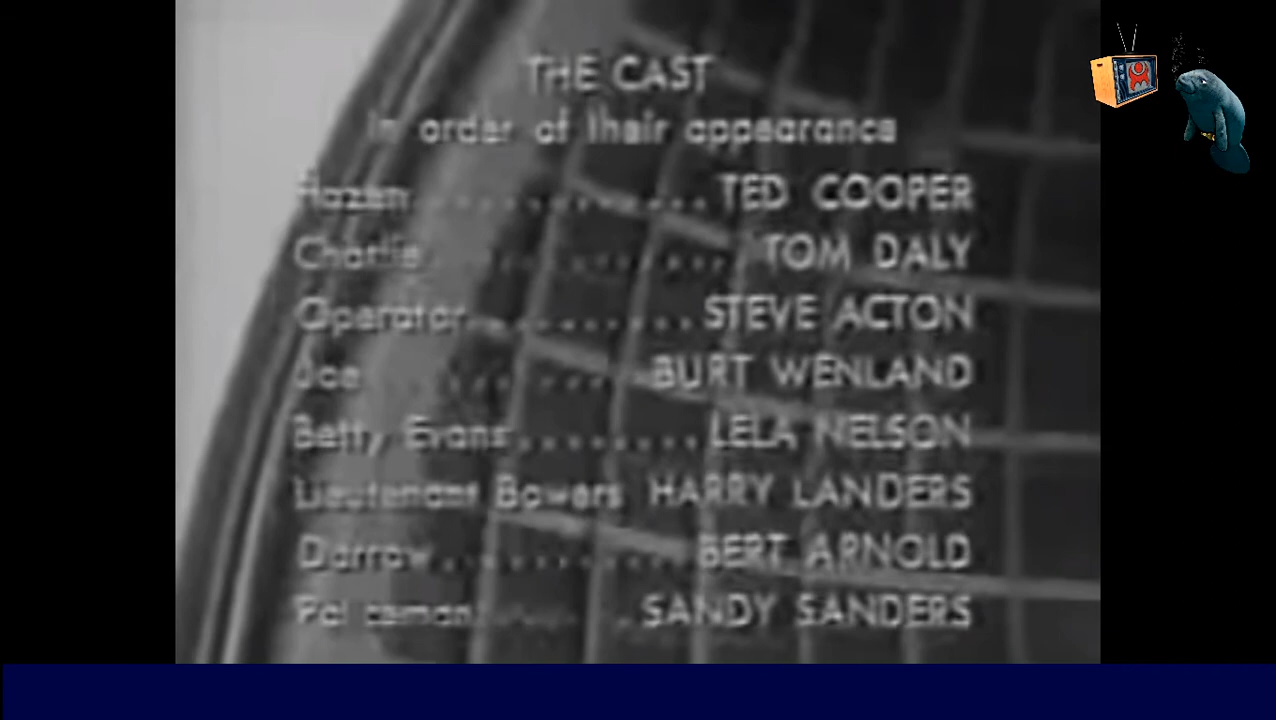 THE CAST
In order of their appearance
Hazen ............. TED COOPER
Charlie ............. TOM DALY
Operator .......... STEVE ACTON
Joe ............. BURT WENLAND
Betty Evans ........ LELA NELSON
Lieutenant Bowers HARRY LANDERS
Darrow .......... BERT ARNOLD
Policeman ........ SANDY SANDERS